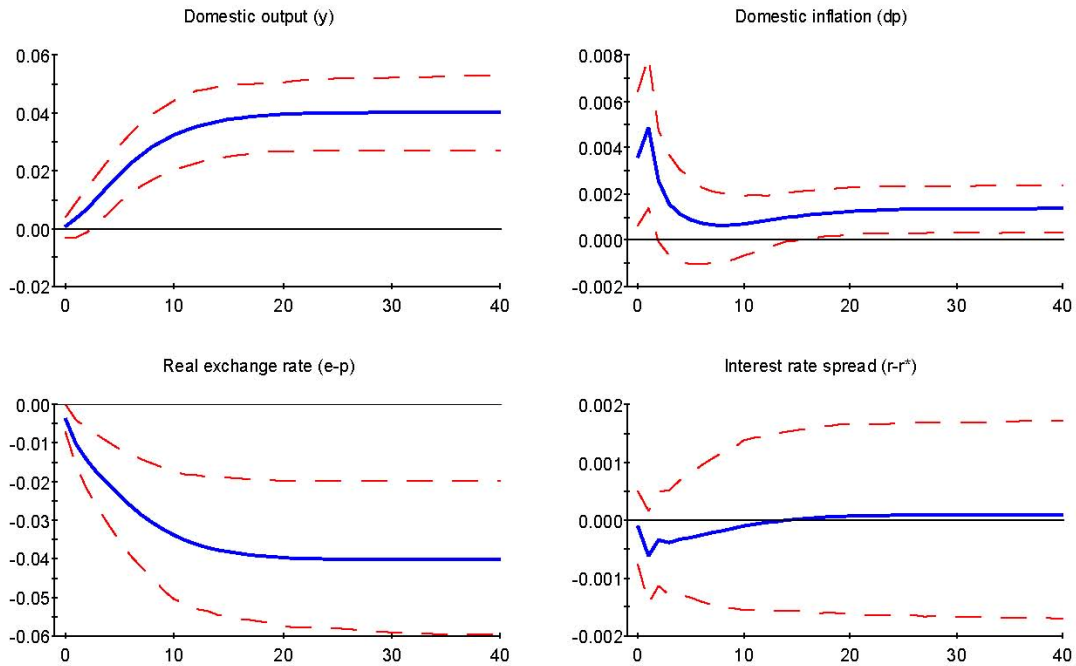 Domestic output (y)
0.06
0.04
0.02
0.00
-0.02
0 10 20 30 40
Domestic inflation (dp)
0.008
0.006
0.004
0.002
0.000
-0.002
0 10 20 30 40
Real exchange rate (e-p)
0.00
-0.01
-0.02
-0.03
-0.04
-0.05
-0.06
0 10 20 30 40
Interest rate spread (r-r*)
0.002
0.001
0.000
-0.001
-0.002
0 10 20 30 40